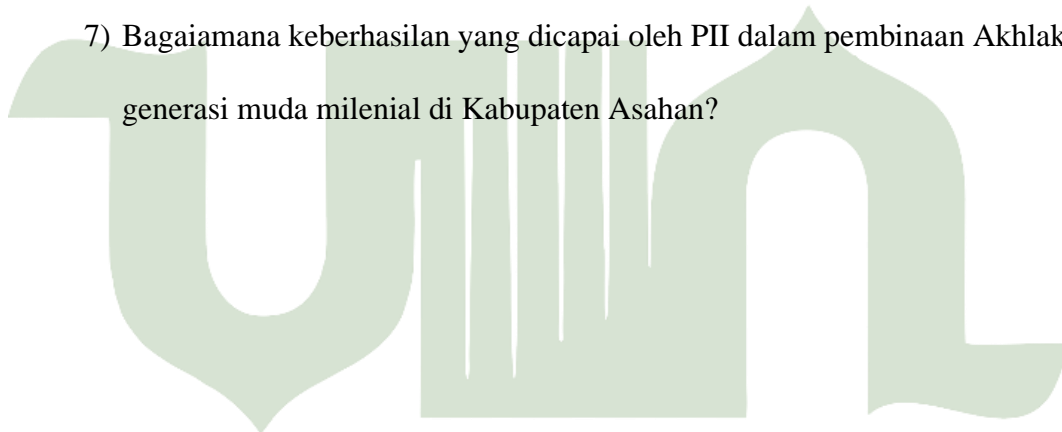 7) Bagaiamana keberhasilan yang dicapai oleh PII dalam pembinaan Akhlak
generasi muda milenial di Kabupaten Asahan?